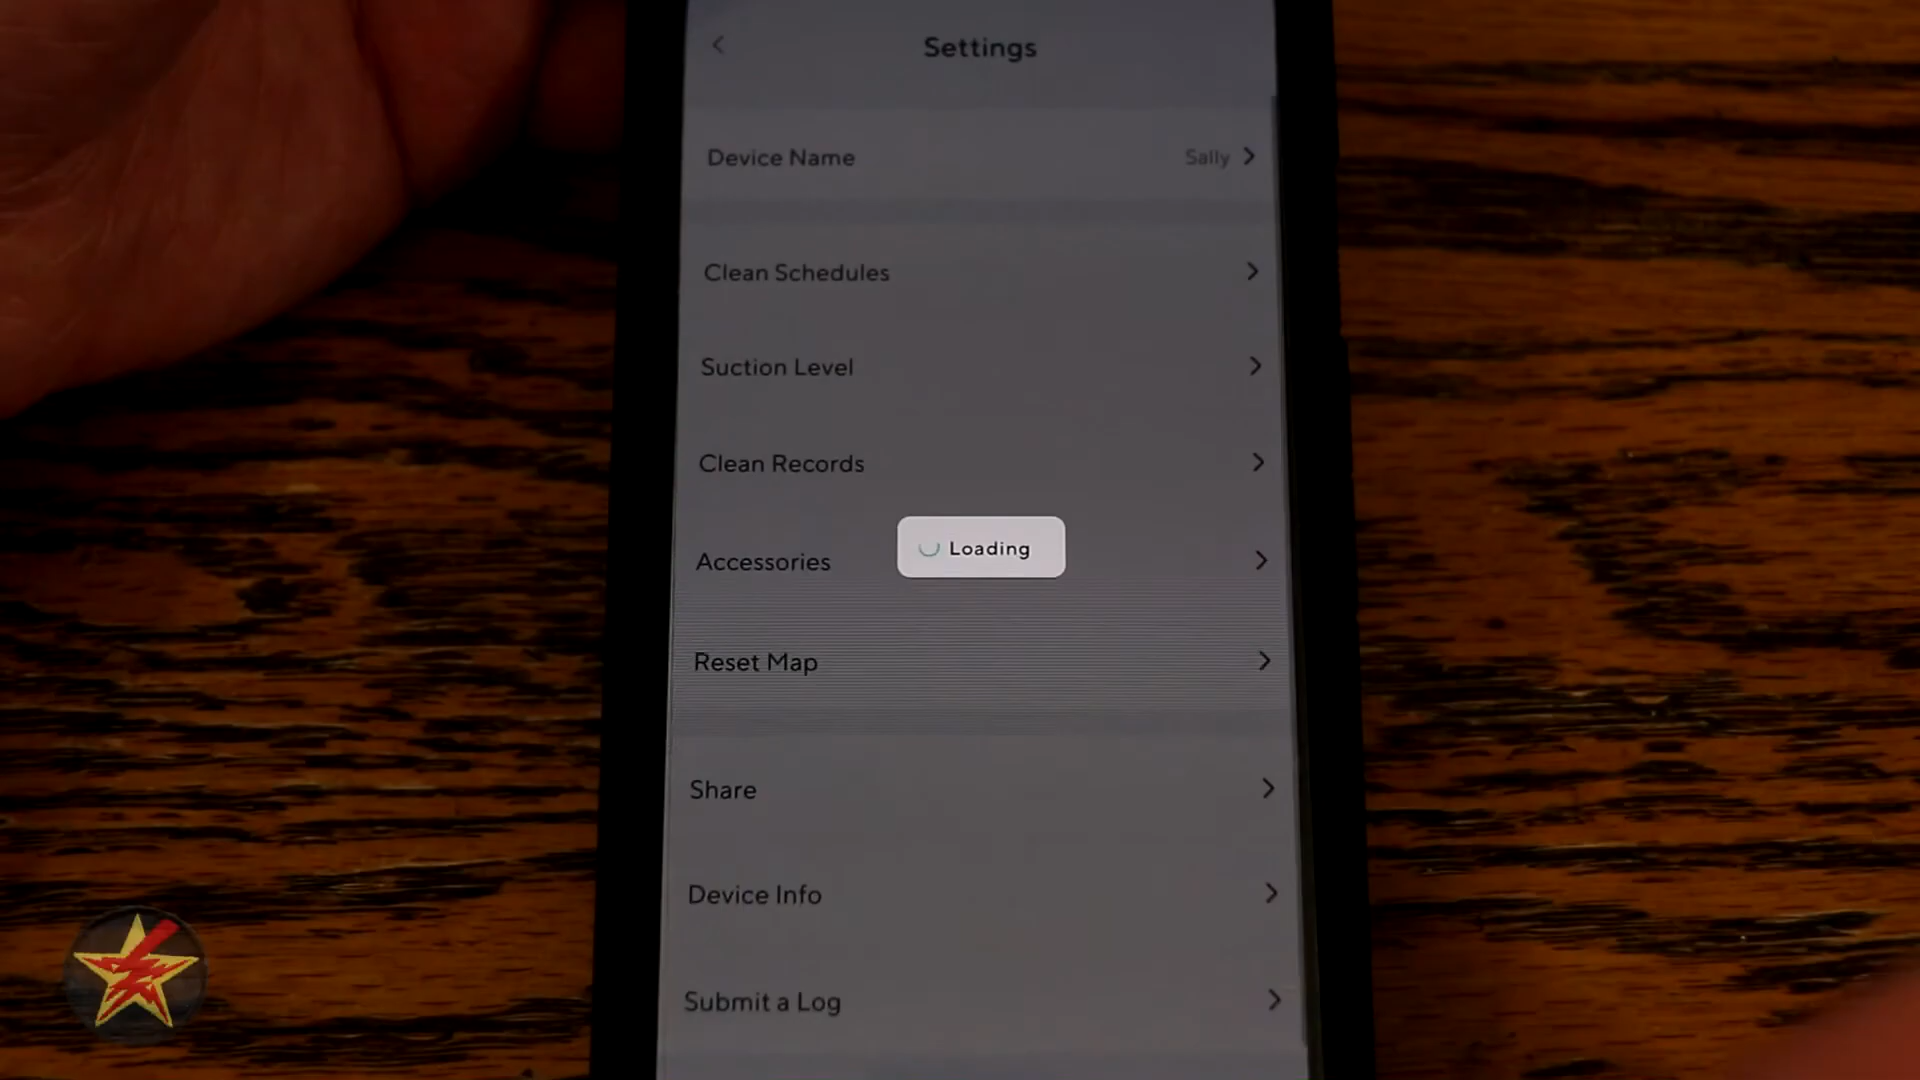 Settings
Device Name Sally
Clean Schedules
Suction Level
Clean Records
Loading
Accessories
Reset Map
Share
Device Info
Submit a Log